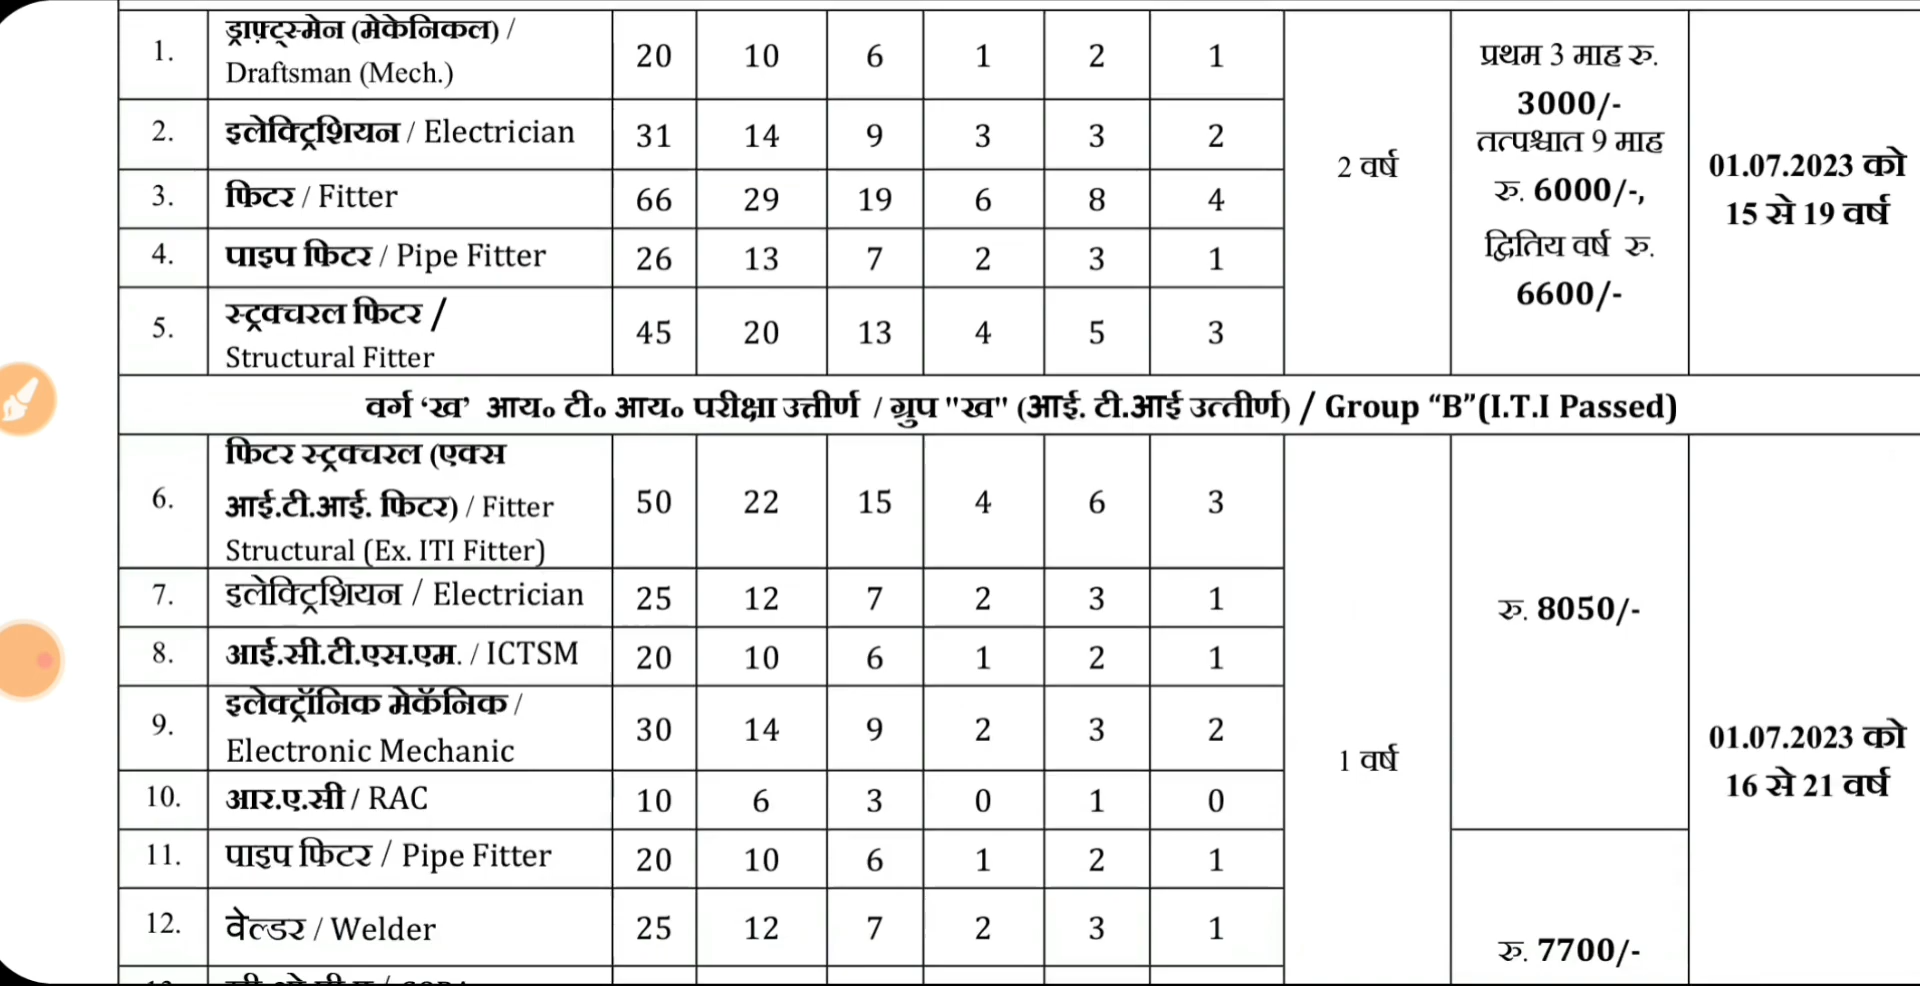 1. ड्राफ़्ट्स्मेन (मेकेनिकल) / Draftsman (Mech.) 20 10 6 1 2 1
2. इलेक्ट्रिशियन / Electrician 31 14 9 3 3 2
3. फिटर / Fitter 66 29 19 6 8 4
4. पाइप फिटर / Pipe Fitter 26 13 7 2 3 1
5. स्ट्रक्चरल फिटर / Structural Fitter 45 20 13 4 5 3
2 वर्ष
प्रथम 3 माह रु.
3000/-
तत्पश्चात 9 माह
रु. 6000/-,
द्वितिय वर्ष रु.
6600/-
01.07.2023 को
15 से 19 वर्ष
वर्ग ‘ख’ आय० टी० आय० परीक्षा उत्तीर्ण / ग्रुप "ख" (आई. टी.आई उत्तीर्ण) / Group “B”(I.T.I Passed)
6. फिटर स्ट्रक्चरल (एक्स
आई.टी.आई. फिटर) / Fitter
Structural (Ex. ITI Fitter) 50 22 15 4 6 3
7. इलेक्ट्रिशियन / Electrician 25 12 7 2 3 1
8. आई.सी.टी.एस.एम. / ICTSM 20 10 6 1 2 1
9. इलेक्ट्रॉनिक मेकॅनिक / Electronic Mechanic 30 14 9 2 3 2
10. आर.ए.सी / RAC 10 6 3 0 1 0
11. पाइप फिटर / Pipe Fitter 20 10 6 1 2 1
12. वेल्डर / Welder 25 12 7 2 3 1
1 वर्ष
रु. 8050/-
रु. 7700/-
01.07.2023 को
16 से 21 वर्ष